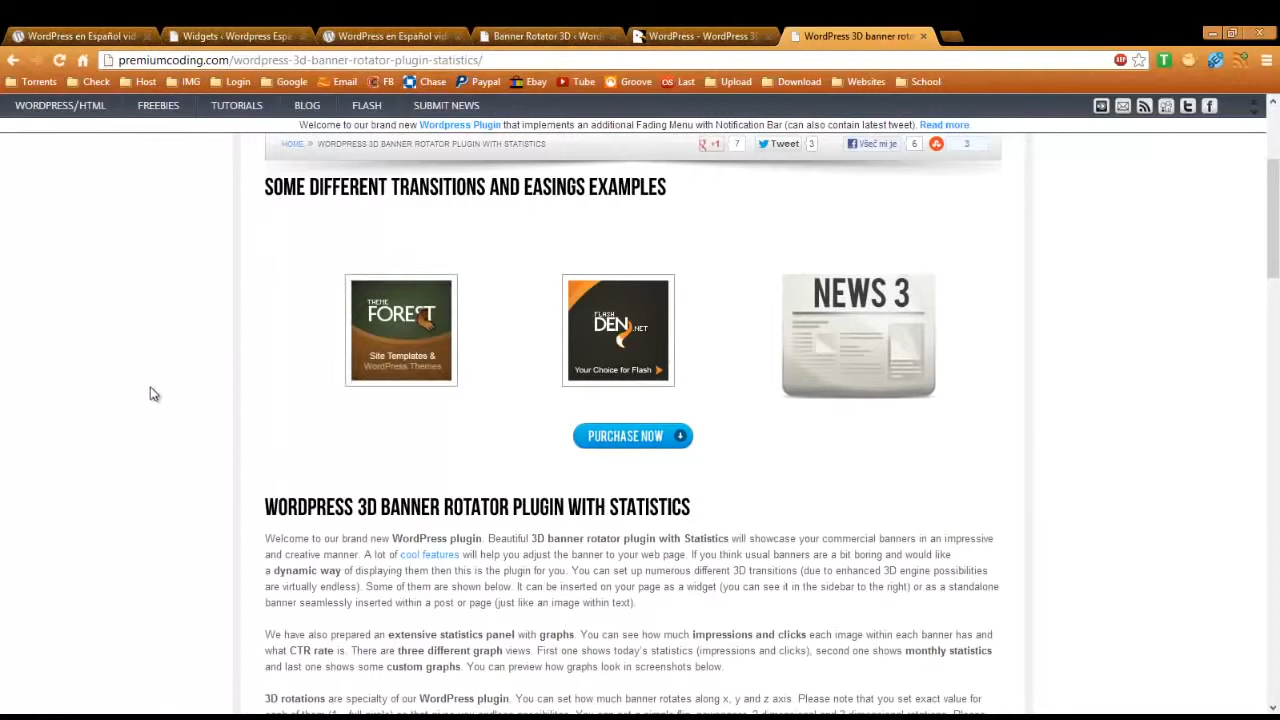 WordPress en Español vid
Widgets ‹ WordPress Espa
WordPress en Español vid
Banner Rotator 3D ‹ Word
WordPress - WordPress 3D
WordPress 3D banner rota
premiumcoding.com/wordpress-3d-banner-rotator-plugin-statistics/
ABP
Torrents Check Host IMG Login Google Email FB Chase Paypal Ebay Tube Groove Last Upload Download Websites School
WORDPRESS/HTML FREEBIES TUTORIALS BLOG FLASH SUBMIT NEWS
Welcome to our brand new Wordpress Plugin that implements an additional Fading Menu with Notification Bar (can also contain latest tweet). Read more
HOME » WORDPRESS 3D BANNER ROTATOR PLUGIN WITH STATISTICS +1 7 Tweet 3 Všeč mi je 6 3
SOME DIFFERENT TRANSITIONS AND EASINGS EXAMPLES
THEME
FOREST
Site Templates &
WordPress Themes
FLASH
DEN.NET
Your Choice for Flash
NEWS 3
PURCHASE NOW
WORDPRESS 3D BANNER ROTATOR PLUGIN WITH STATISTICS
Welcome to our brand new WordPress plugin. Beautiful 3D banner rotator plugin with Statistics will showcase your commercial banners in an impressive
and creative manner. A lot of cool features will help you adjust the banner to your web page. If you think usual banners are a bit boring and would like
a dynamic way of displaying them then this is the plugin for you. You can set up numerous different 3D transitions (due to enhanced 3D engine possibilities
are virtually endless). Some of them are shown below. It can be inserted on your page as a widget (you can see it in the sidebar to the right) or as a standalone
banner seamlessly inserted within a post or page (just like an image within text).
We have also prepared an extensive statistics panel with graphs. You can see how much impressions and clicks each image within each banner has and
what CTR rate is. There are three different graph views. First one shows today's statistics (impressions and clicks), second one shows monthly statistics
and last one shows some custom graphs. You can preview how graphs look in screenshots below.
3D rotations are specialty of our WordPress plugin. You can set how much banner rotates along x, y and z axis. Please note that you set exact value for